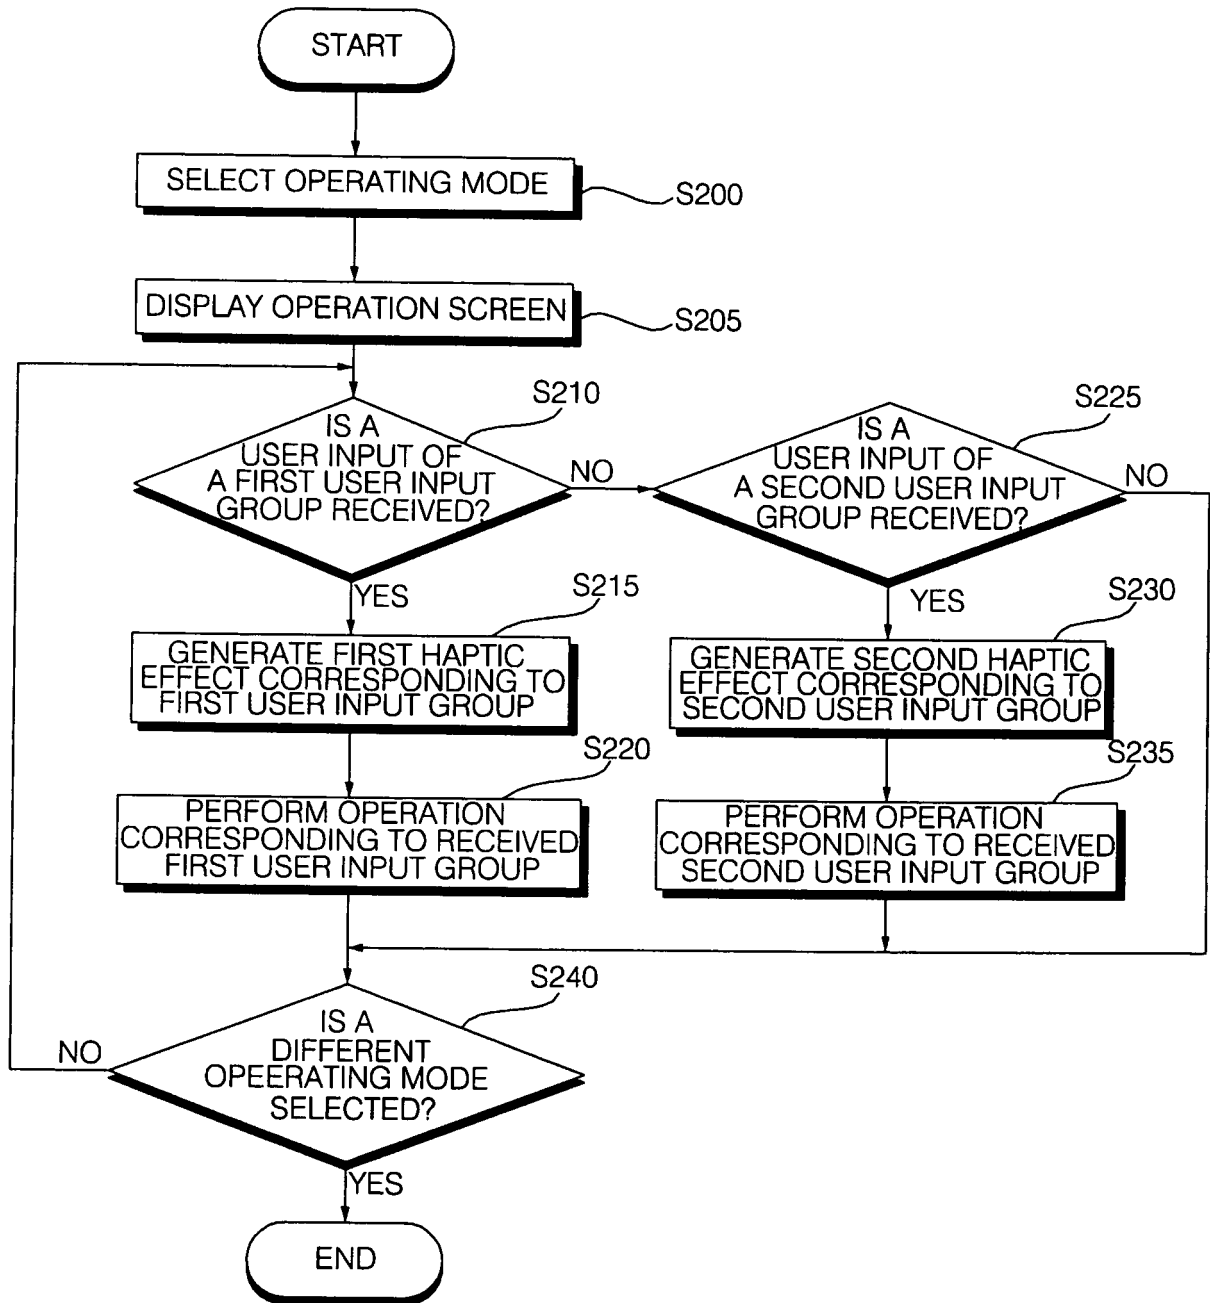 START
SELECT OPERATING MODE
S200
DISPLAY OPERATION SCREEN
S205
S210
IS A
USER INPUT OF
A FIRST USER INPUT
GROUP RECEIVED?
NO
S225
IS A
USER INPUT OF
A SECOND USER INPUT
GROUP RECEIVED?
NO
YES
S215
GENERATE FIRST HAPTIC
EFFECT CORRESPONDING TO
FIRST USER INPUT GROUP
YES
S230
GENERATE SECOND HAPTIC
EFFECT CORRESPONDING TO
SECOND USER INPUT GROUP
S220
PERFORM OPERATION
CORRESPONDING TO RECEIVED
FIRST USER INPUT GROUP
S235
PERFORM OPERATION
CORRESPONDING TO RECEIVED
SECOND USER INPUT GROUP
S240
IS A
DIFFERENT
OPEERATING MODE
SELECTED?
NO
YES
END